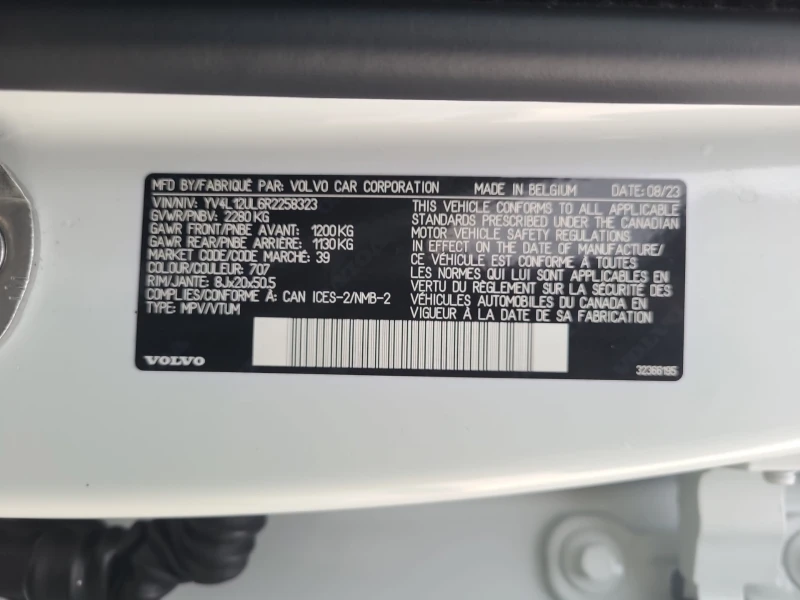 MFD BY/FABRIQUÉ PAR: VOLVO CAR CORPORATION MADE IN BELGIUM DATE: 08/23
VIN/NIV: YV4L12UL6R2258323
GVWR/PNBV: 2280 KG
GAWR FRONT/PNBE AVANT: 1200KG
GAWR REAR/PNBE ARRIÈRE: 1130KG
MARKET CODE/CODE MARCHÉ: 39
COLOUR/COULEUR: 707
RIM/JANTE: 8Jx20x50.5
COMPLIES/CONFORME À: CAN ICES-2/NMB-2
TYPE: MPV/VTUM
THIS VEHICLE CONFORMS TO ALL APPLICABLE
STANDARDS PRESCRIBED UNDER THE CANADIAN
MOTOR VEHICLE SAFETY REGULATIONS
IN EFFECT ON THE DATE OF MANUFACTURE/
CE VÉHICULE EST CONFORME À TOUTES
LES NORMES QUI LUI SONT APPLICABLES EN
VERTU DU RÈGLEMENT SUR LA SÉCURITÉ DES
VÉHICULES AUTOMOBILES DU CANADA EN
VIGUEUR À LA DATE DE SA FABRICATION
VOLVO
32366195